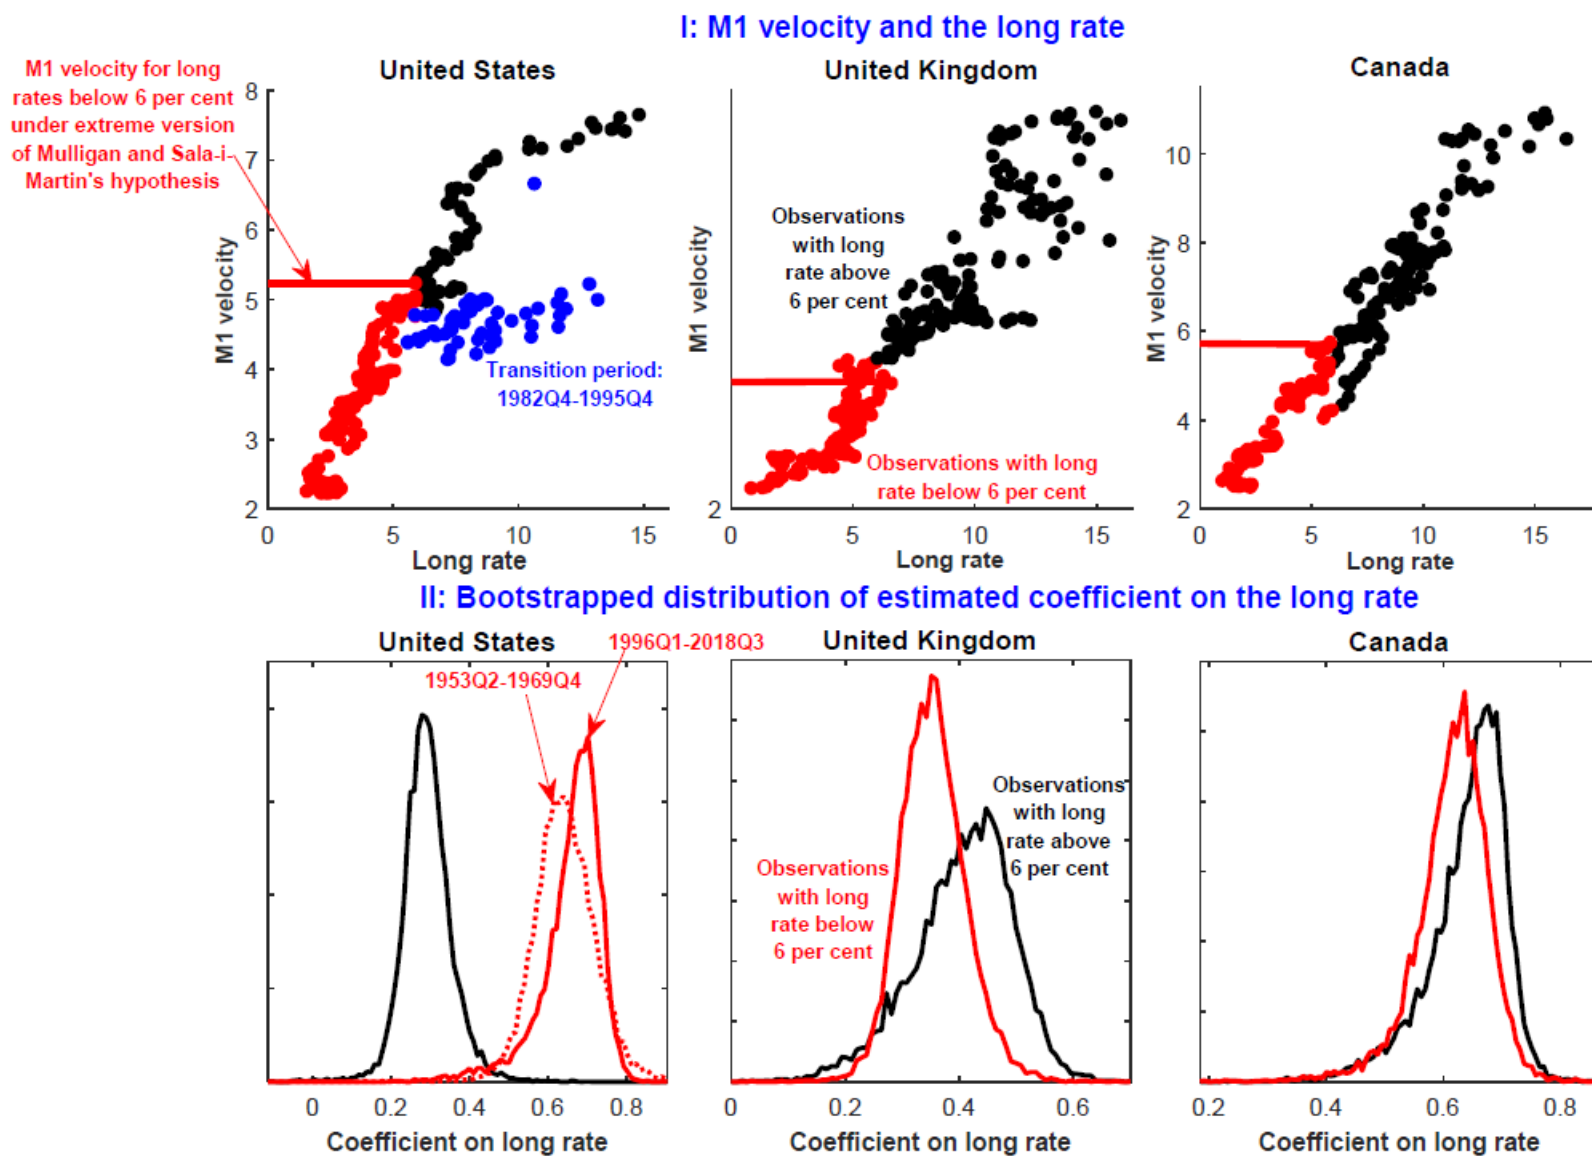 I: M1 velocity and the long rate
M1 velocity for long
rates below 6 per cent
under extreme version
of Mulligan and Sala-i-
Martin's hypothesis
United States
8
7
6
5
4
3
2
M1 velocity
0
5
10
15
Long rate
Transition period:
1982Q4-1995Q4
United Kingdom
M1 velocity
2
Observations
with long
rate above
6 per cent
Observations with long
rate below 6 per cent
0
5
10
15
Long rate
Canada
10
8
6
4
2
M1 velocity
0
5
10
15
Long rate
II: Bootstrapped distribution of estimated coefficient on the long rate
United States
1996Q1-2018Q3
1953Q2-1969Q4
0
0.2
0.4
0.6
0.8
Coefficient on long rate
United Kingdom
Observations
with long
rate above
6 per cent
Observations
with long
rate below
6 per cent
0
0.2
0.4
0.6
Coefficient on long rate
Canada
0.2
0.4
0.6
0.8
Coefficient on long rate